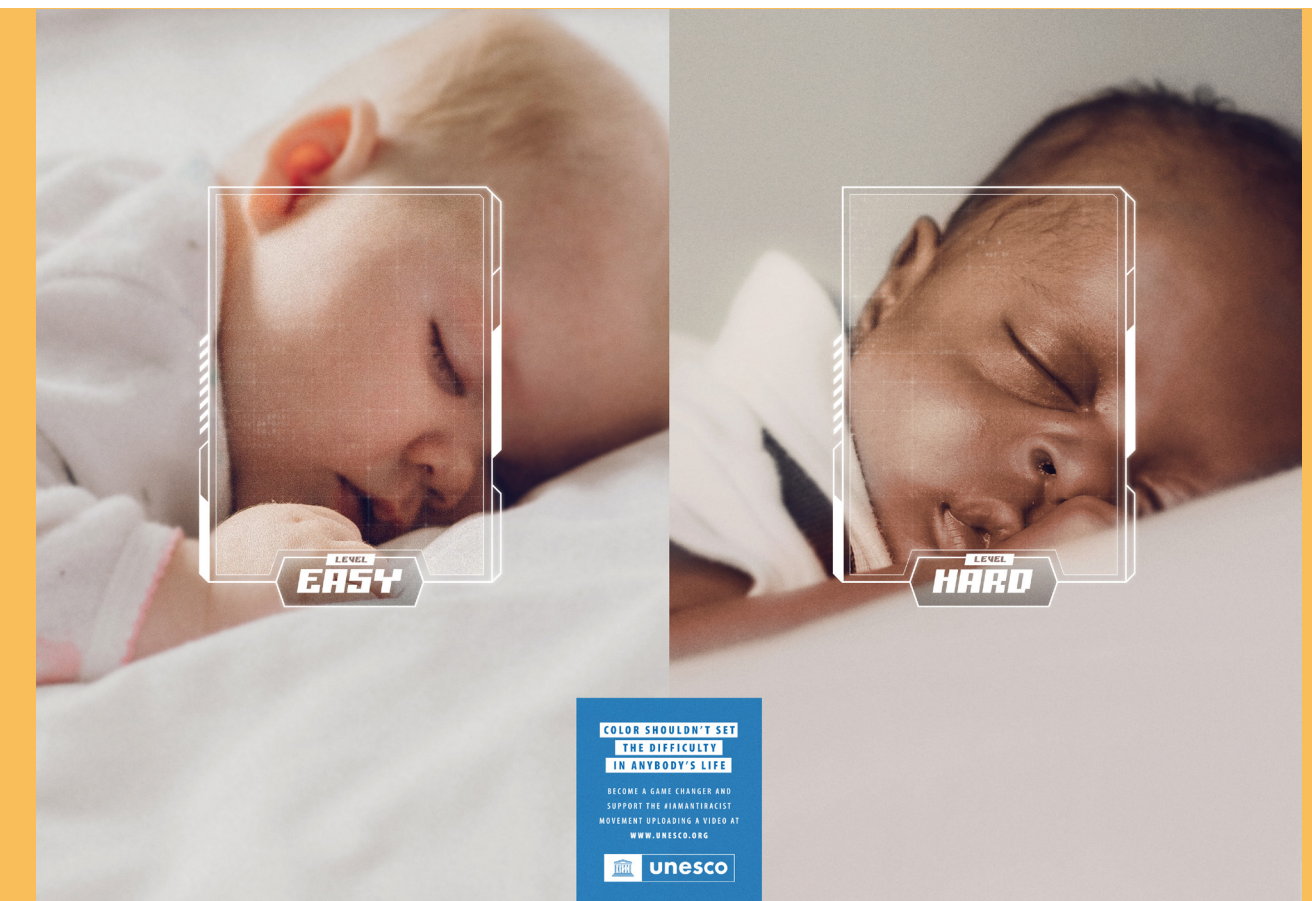 LEVEL
EASY
LEVEL
HARD
COLOR SHOULDN'T SET
THE DIFFICULTY
IN ANYBODY'S LIFE
BECOME A GAME CHANGER AND
SUPPORT THE #IAMANTIRACIST
MOVEMENT UPLOADING A VIDEO AT
WWW.UNESCO.ORG
unesco